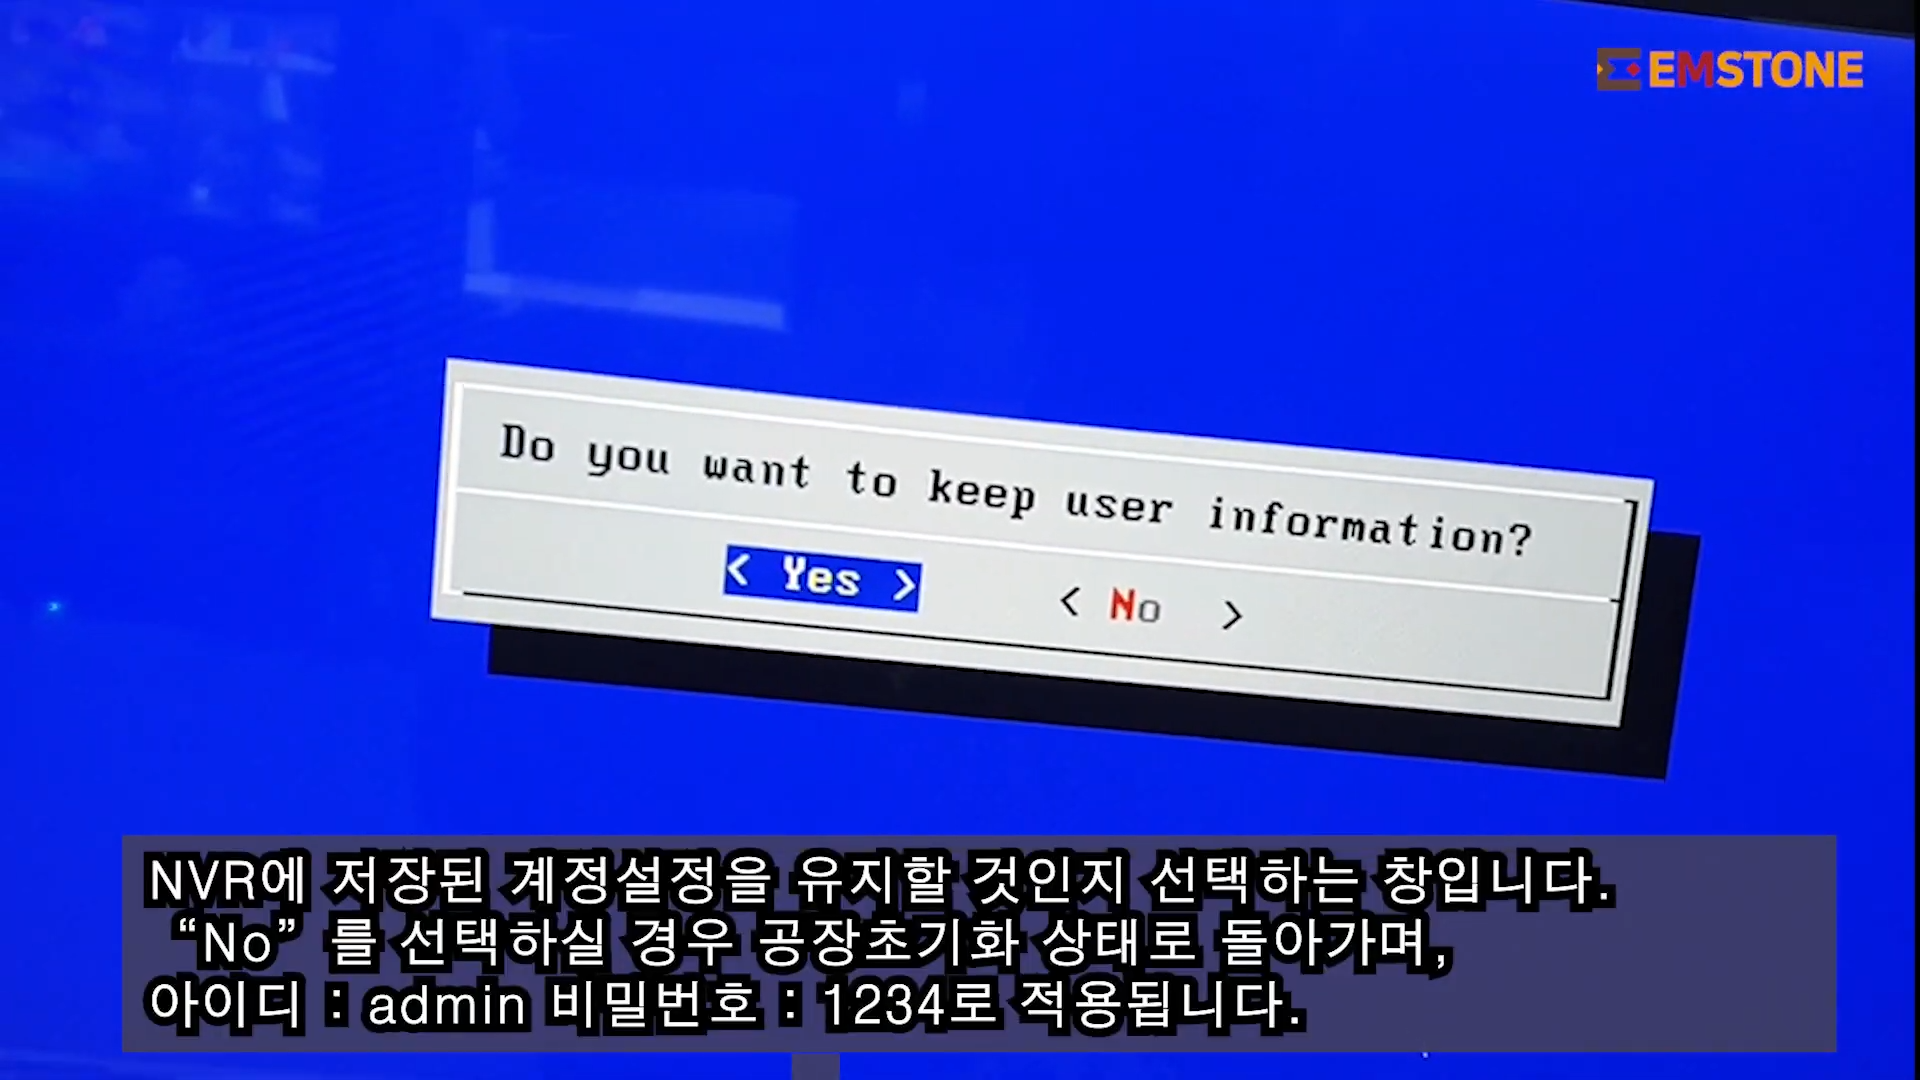 EMSTONE
Do you want to keep user information?
< Yes > < No >
NVR에 저장된 계정설정을 유지할 것인지 선택하는 창입니다.
“No” 를 선택하실 경우 공장초기화 상태로 돌아가며,
아이디 : admin 비밀번호 : 1234로 적용됩니다.